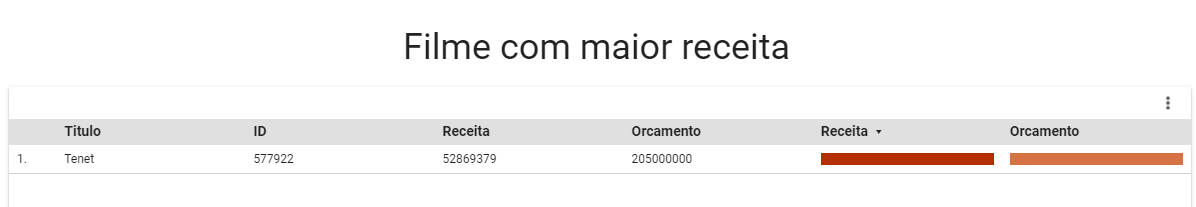 Filme com maior receita
Titulo ID Receita Orcamento Receita Orcamento
1. Tenet 577922 52869379 205000000